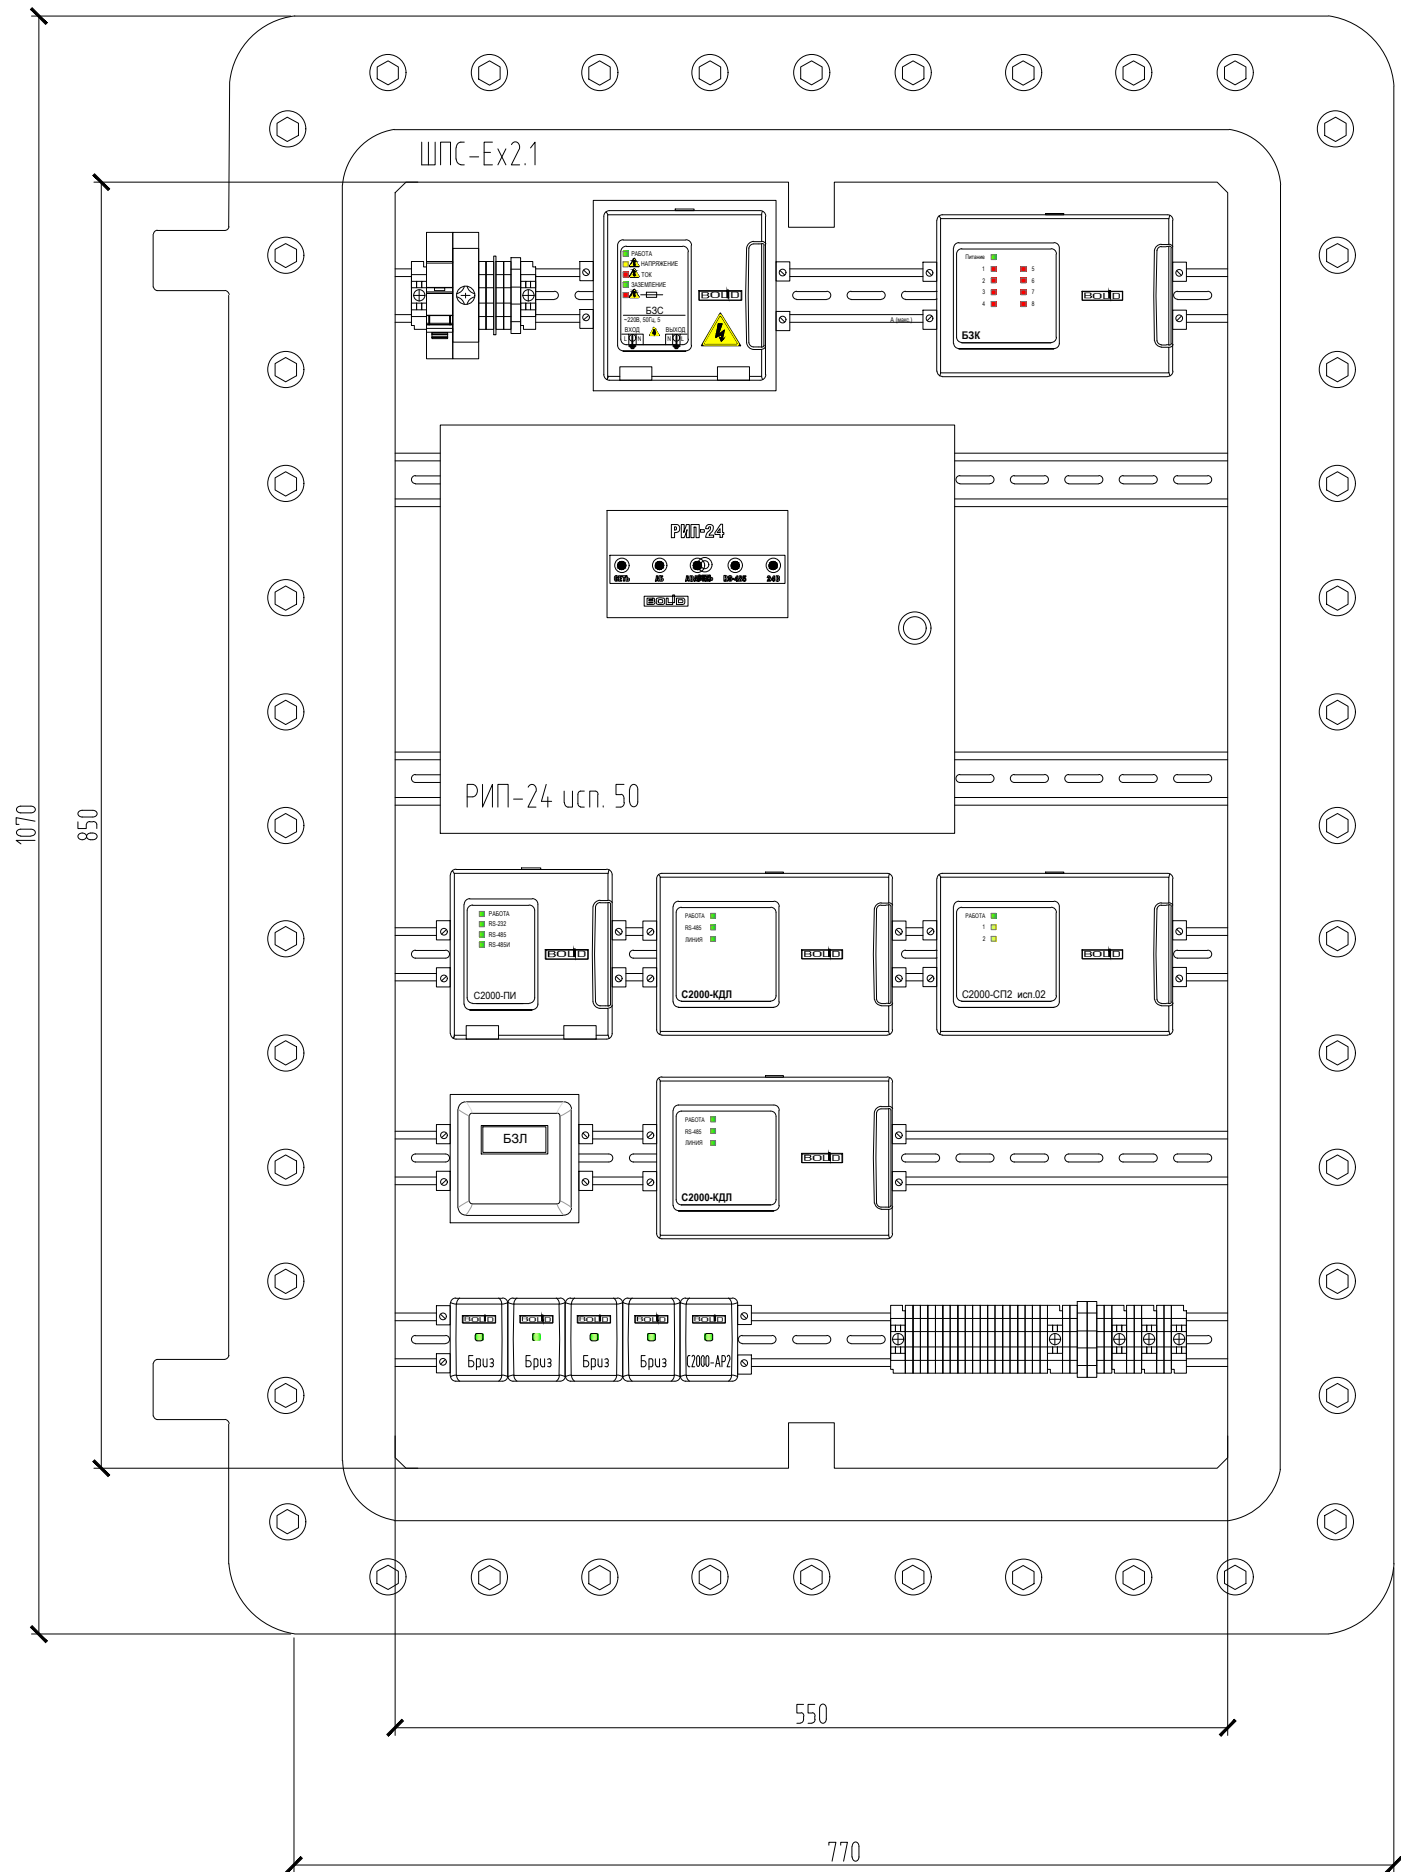 ШПС-Ex2.1
РАБОТА
НАПРЯЖЕНИЕ
ТОК
ЗАЗЕМЛЕНИЕ
БЗС
~220В, 50Гц, 5
ВХОД ВЫХОД
L N N L
BOLID
А (макс.)
Питание
1 5
2 6
3 7
4 8
БЗК
BOLID
РИП-24
СЕТЬ АБ RS-485 24В
BOLID
РИП-24 исп. 50
1070
850
РАБОТА
RS-232
RS-485
RS-485И
BOLID
С2000-ПИ
РАБОТА
RS-485
ЛИНИЯ
BOLID
С2000-КДЛ
РАБОТА
1
2
BOLID
С2000-СП2 исп.02
БЗЛ
РАБОТА
RS-485
ЛИНИЯ
BOLID
С2000-КДЛ
BOLID BOLID BOLID BOLID BOLID
Бриз Бриз Бриз Бриз С2000-АР2
550
770